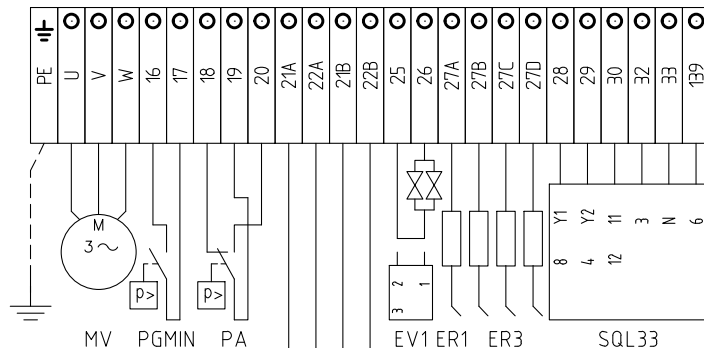 PE U V W 16 17 18 19 20 21A 22A 21B 22B 25 26 27A 27B 27C 27D 28 29 30 32 33 139
M
3~
Y1 Y2 11 3 N 6
8 4 12
2 1
3
p> p>
MV PGMIN PA EV1 ER1 ER3 SQL33